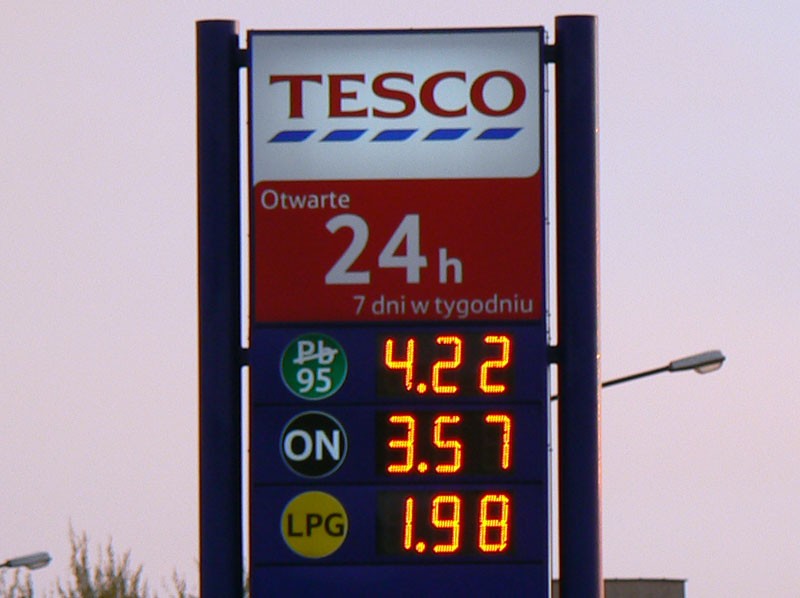 TESCO
Otwarte
24h
7 dni w tygodniu
Pb 95 4.22
ON 3.57
LPG 1.98